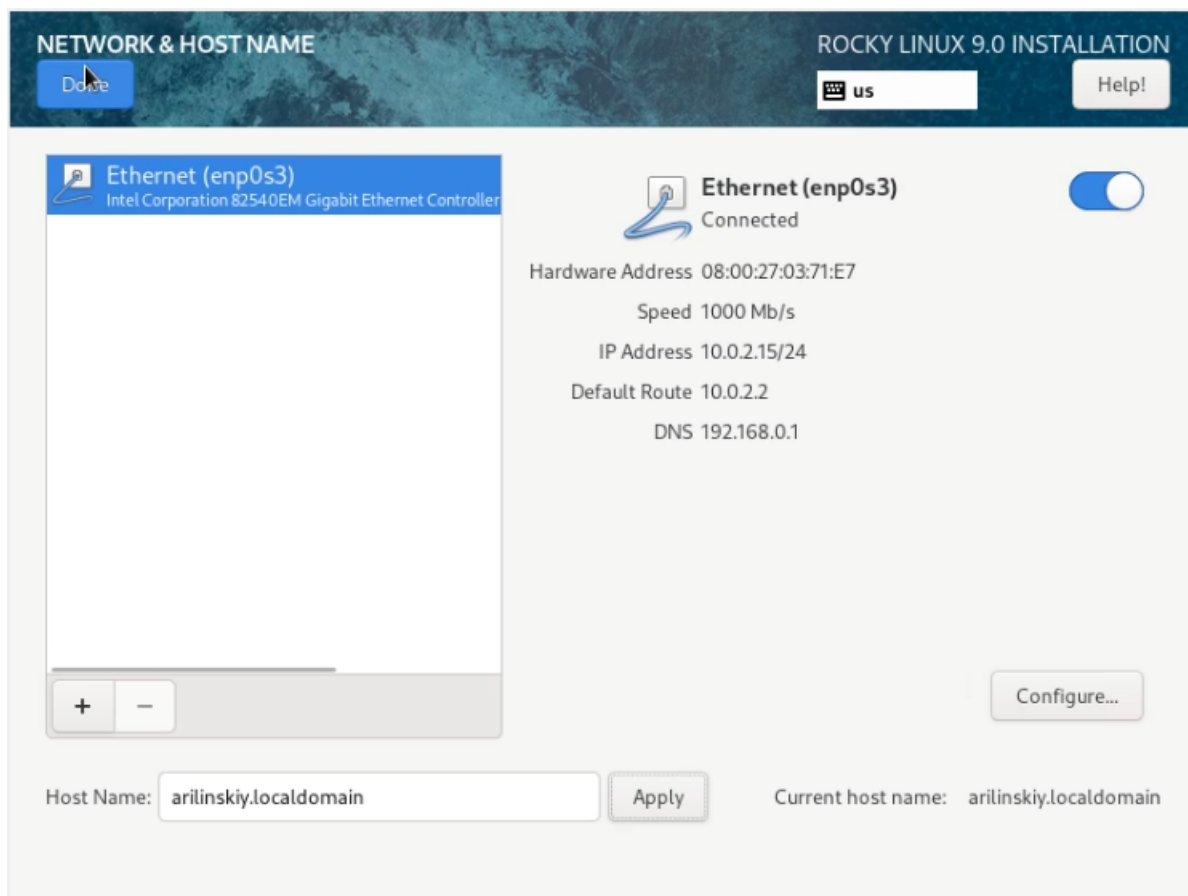 NETWORK & HOST NAME
ROCKY LINUX 9.0 INSTALLATION
Done
us
Help!
Ethernet (enp0s3)
Intel Corporation 82540EM Gigabit Ethernet Controller
Ethernet (enp0s3)
Connected
Hardware Address 08:00:27:03:71:E7
Speed 1000 Mb/s
IP Address 10.0.2.15/24
Default Route 10.0.2.2
DNS 192.168.0.1
+ −
Configure...
Host Name: arilinskiy.localdomain Apply Current host name: arilinskiy.localdomain